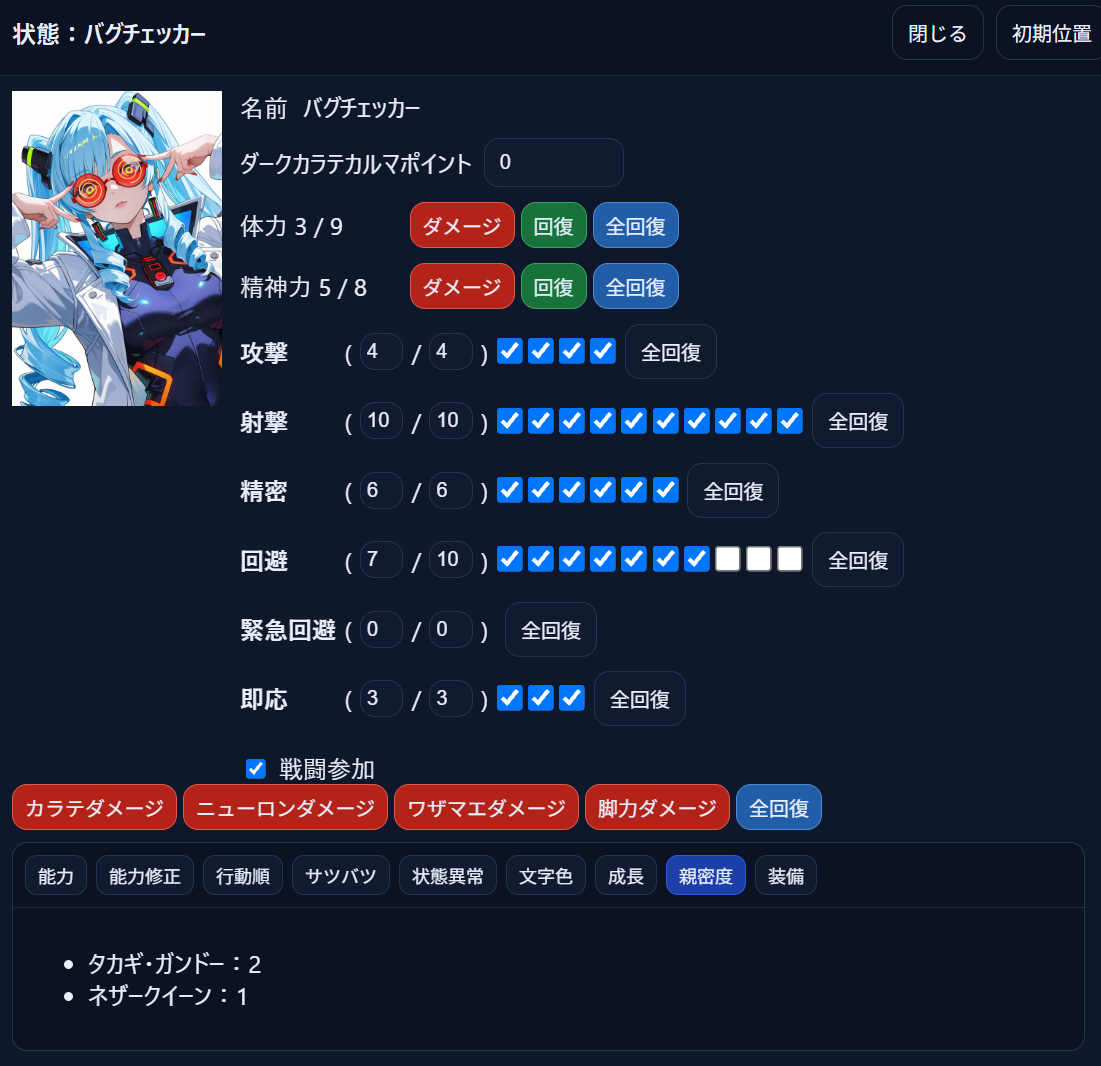 状態：バグチェッカー 閉じる 初期位置
名前 バグチェッカー
ダークカラテカルマポイント 0
体力 3 / 9 ダメージ 回復 全回復
精神力 5 / 8 ダメージ 回復 全回復
攻撃 ( 4 / 4 ) 全回復
射撃 ( 10 / 10 ) 全回復
精密 ( 6 / 6 ) 全回復
回避 ( 7 / 10 ) 全回復
緊急回避 ( 0 / 0 ) 全回復
即応 ( 3 / 3 ) 全回復
戦闘参加
カラテダメージ ニューロンダメージ ワザマエダメージ 脚力ダメージ 全回復
能力 能力修正 行動順 サツバツ 状態異常 文字色 成長 親密度 装備
タカギ・ガンドー：2
ネザークイーン：1